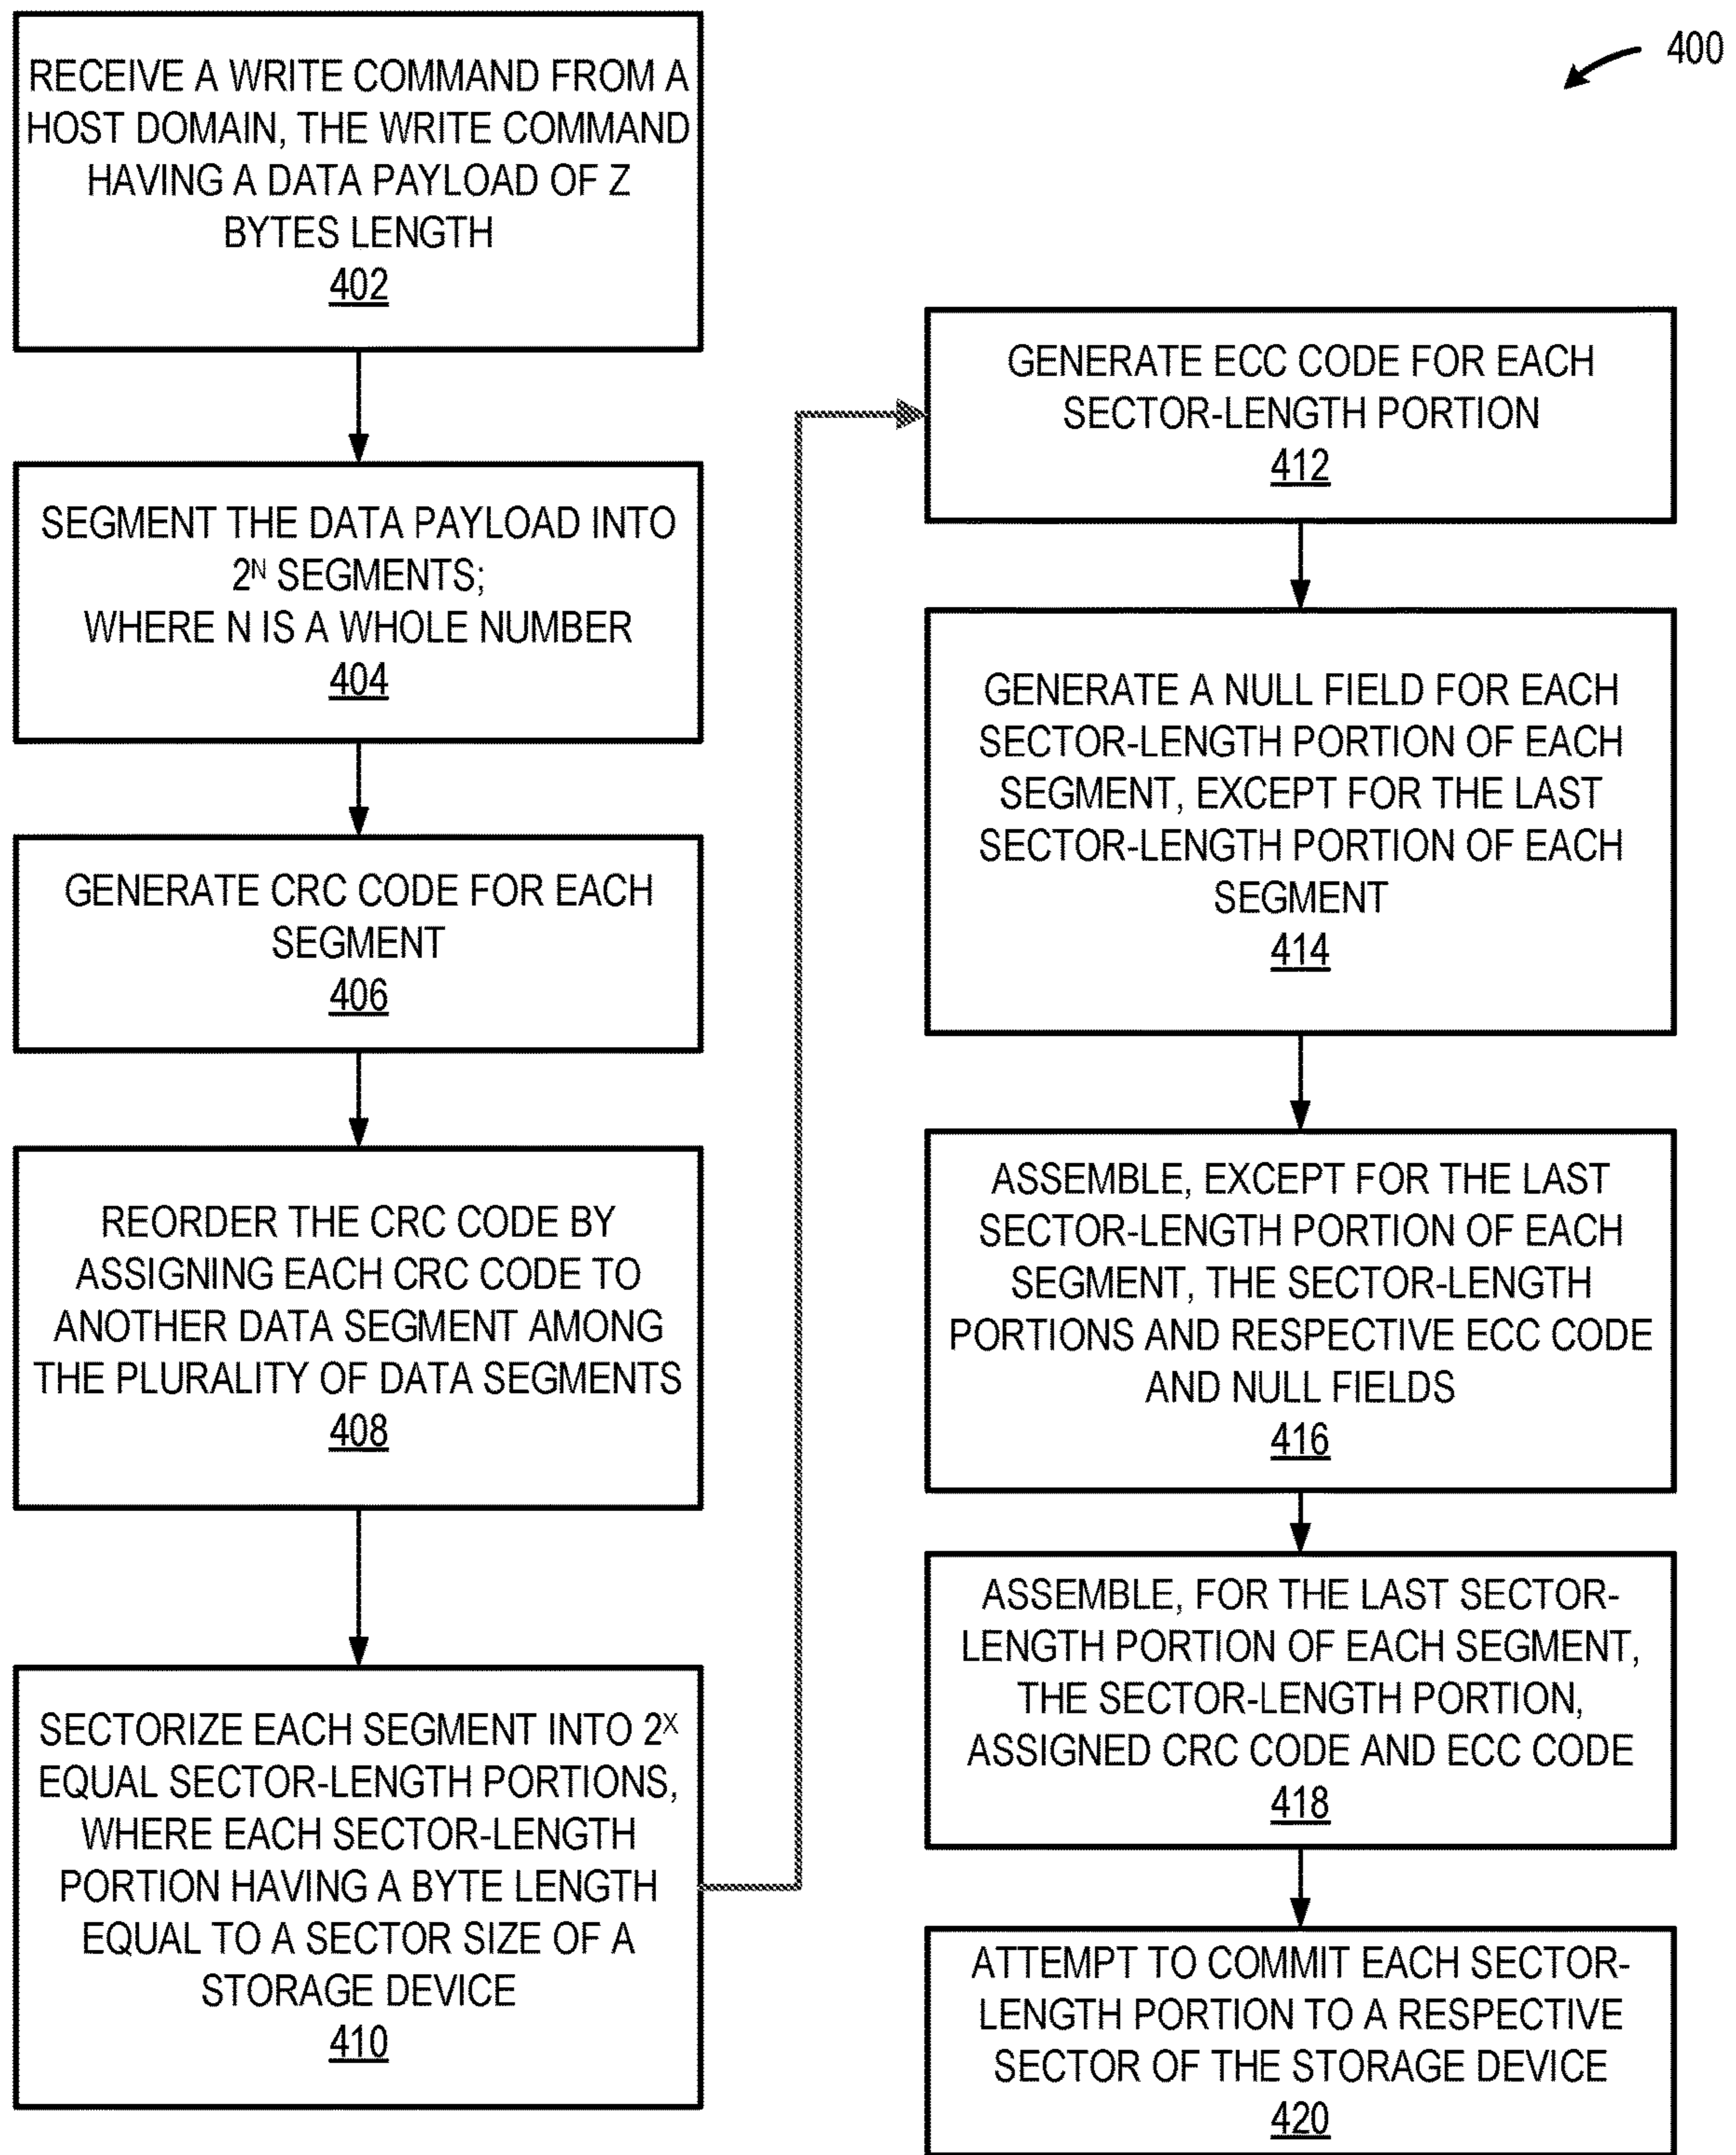 400
RECEIVE A WRITE COMMAND FROM A
HOST DOMAIN, THE WRITE COMMAND
HAVING A DATA PAYLOAD OF Z
BYTES LENGTH
402
SEGMENT THE DATA PAYLOAD INTO
2ᴺ SEGMENTS;
WHERE N IS A WHOLE NUMBER
404
GENERATE CRC CODE FOR EACH
SEGMENT
406
REORDER THE CRC CODE BY
ASSIGNING EACH CRC CODE TO
ANOTHER DATA SEGMENT AMONG
THE PLURALITY OF DATA SEGMENTS
408
SECTORIZE EACH SEGMENT INTO 2ˣ
EQUAL SECTOR-LENGTH PORTIONS,
WHERE EACH SECTOR-LENGTH
PORTION HAVING A BYTE LENGTH
EQUAL TO A SECTOR SIZE OF A
STORAGE DEVICE
410
GENERATE ECC CODE FOR EACH
SECTOR-LENGTH PORTION
412
GENERATE A NULL FIELD FOR EACH
SECTOR-LENGTH PORTION OF EACH
SEGMENT, EXCEPT FOR THE LAST
SECTOR-LENGTH PORTION OF EACH
SEGMENT
414
ASSEMBLE, EXCEPT FOR THE LAST
SECTOR-LENGTH PORTION OF EACH
SEGMENT, THE SECTOR-LENGTH
PORTIONS AND RESPECTIVE ECC CODE
AND NULL FIELDS
416
ASSEMBLE, FOR THE LAST SECTOR-
LENGTH PORTION OF EACH SEGMENT,
THE SECTOR-LENGTH PORTION,
ASSIGNED CRC CODE AND ECC CODE
418
ATTEMPT TO COMMIT EACH SECTOR-
LENGTH PORTION TO A RESPECTIVE
SECTOR OF THE STORAGE DEVICE
420